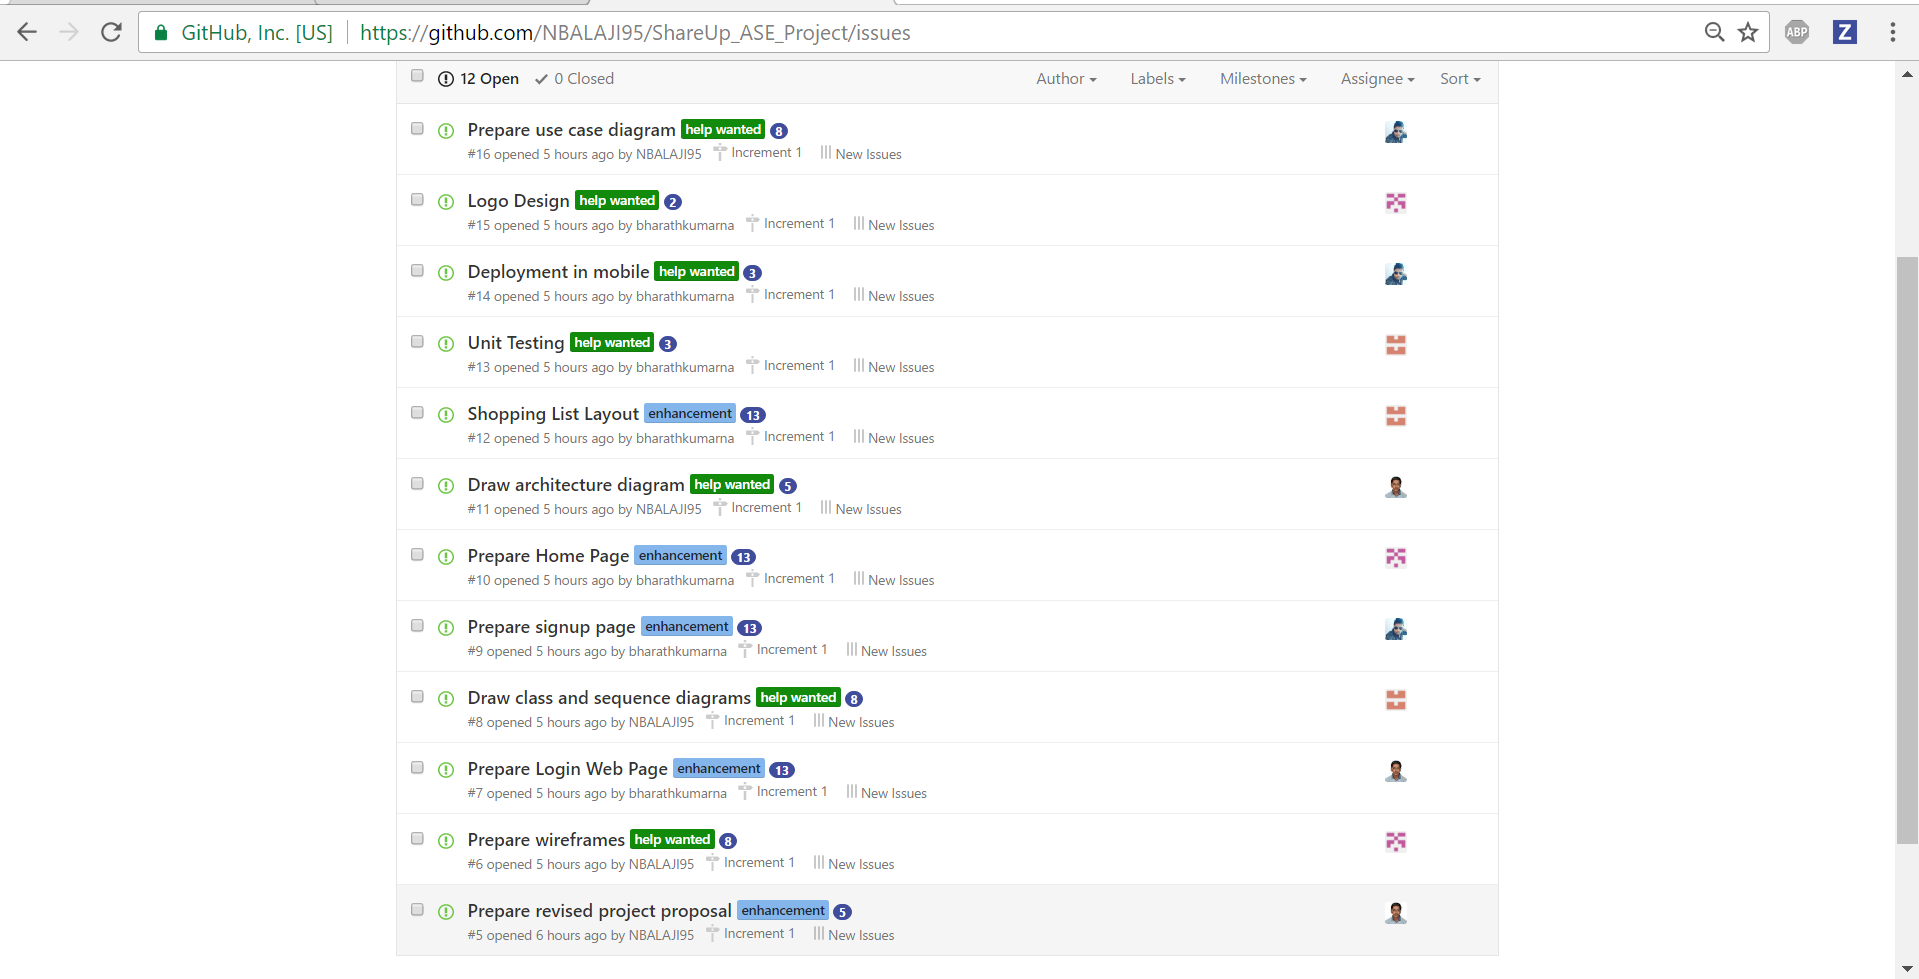 GitHub, Inc. [US] https://github.com/NBALAJI95/ShareUp_ASE_Project/issues ABP Z
12 Open 0 Closed Author Labels Milestones Assignee Sort
Prepare use case diagram help wanted 8
#16 opened 5 hours ago by NBALAJI95 Increment 1 New Issues
Logo Design help wanted 2
#15 opened 5 hours ago by bharathkumarna Increment 1 New Issues
Deployment in mobile help wanted 3
#14 opened 5 hours ago by bharathkumarna Increment 1 New Issues
Unit Testing help wanted 3
#13 opened 5 hours ago by bharathkumarna Increment 1 New Issues
Shopping List Layout enhancement 13
#12 opened 5 hours ago by bharathkumarna Increment 1 New Issues
Draw architecture diagram help wanted 5
#11 opened 5 hours ago by NBALAJI95 Increment 1 New Issues
Prepare Home Page enhancement 13
#10 opened 5 hours ago by bharathkumarna Increment 1 New Issues
Prepare signup page enhancement 13
#9 opened 5 hours ago by bharathkumarna Increment 1 New Issues
Draw class and sequence diagrams help wanted 8
#8 opened 5 hours ago by NBALAJI95 Increment 1 New Issues
Prepare Login Web Page enhancement 13
#7 opened 5 hours ago by bharathkumarna Increment 1 New Issues
Prepare wireframes help wanted 8
#6 opened 5 hours ago by NBALAJI95 Increment 1 New Issues
Prepare revised project proposal enhancement 5
#5 opened 6 hours ago by NBALAJI95 Increment 1 New Issues